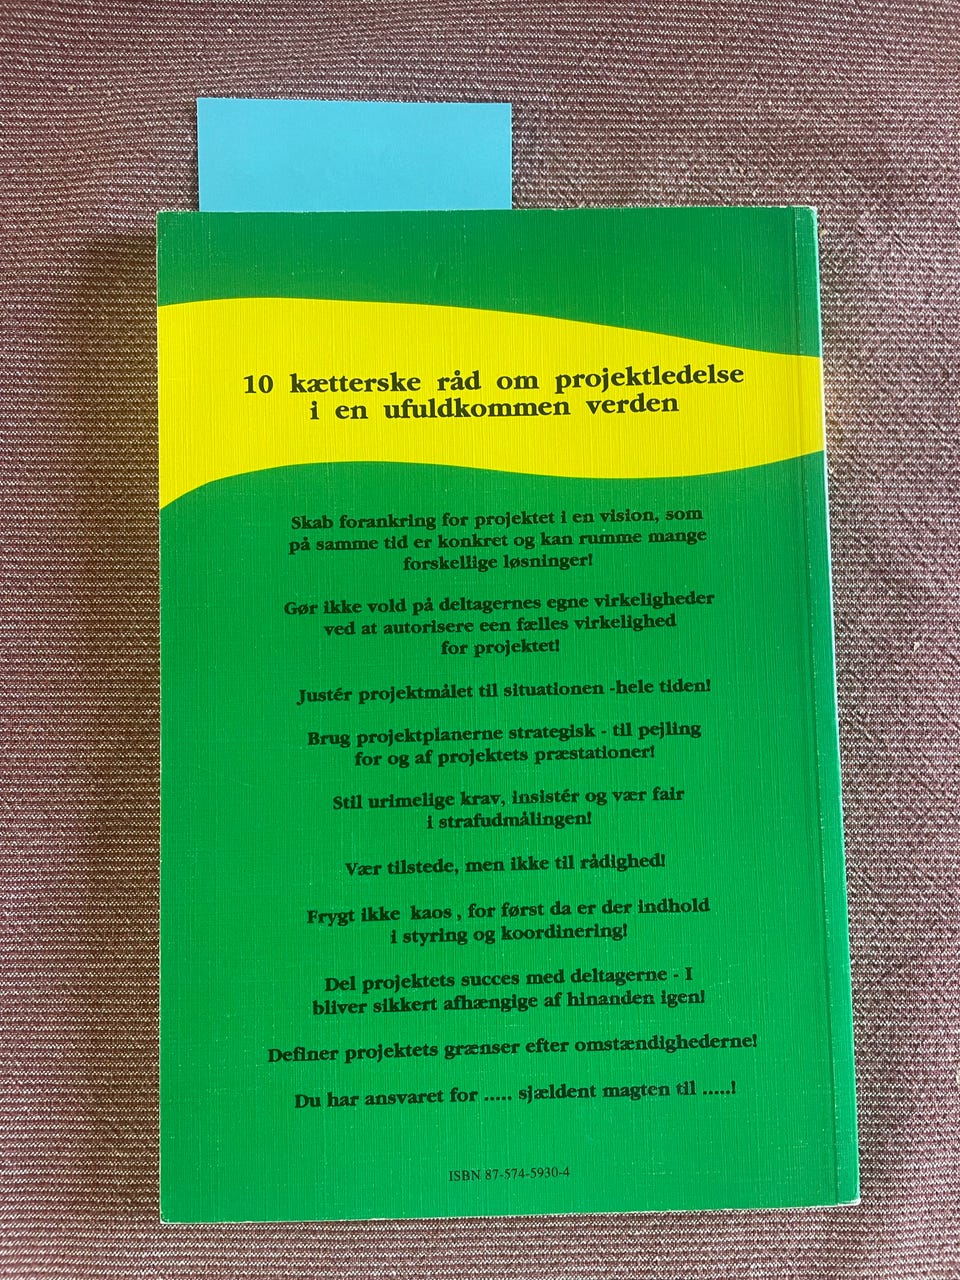 10 kætterske råd om projektledelse
i en ufuldkommen verden
Skab forankring for projektet i en vision, som
på samme tid er konkret og kan rumme mange
forskellige løsninger!
Gør ikke vold på deltagernes egne virkeligheder
ved at autorisere een fælles virkelighed
for projektet!
Justér projektmålet til situationen -hele tiden!
Brug projektplanerne strategisk - til pejling
for og af projektets præstationer!
Stil urimelige krav, insistér og vær fair
i strafudmålingen!
Vær tilstede, men ikke til rådighed!
Frygt ikke kaos , for først da er der indhold
i styring og koordinering!
Del projektets succes med deltagerne - I
bliver sikkert afhængige af hinanden igen!
Definer projektets grænser efter omstændighederne!
Du har ansvaret for ..... sjældent magten til .....!
ISBN 87-574-5930-4